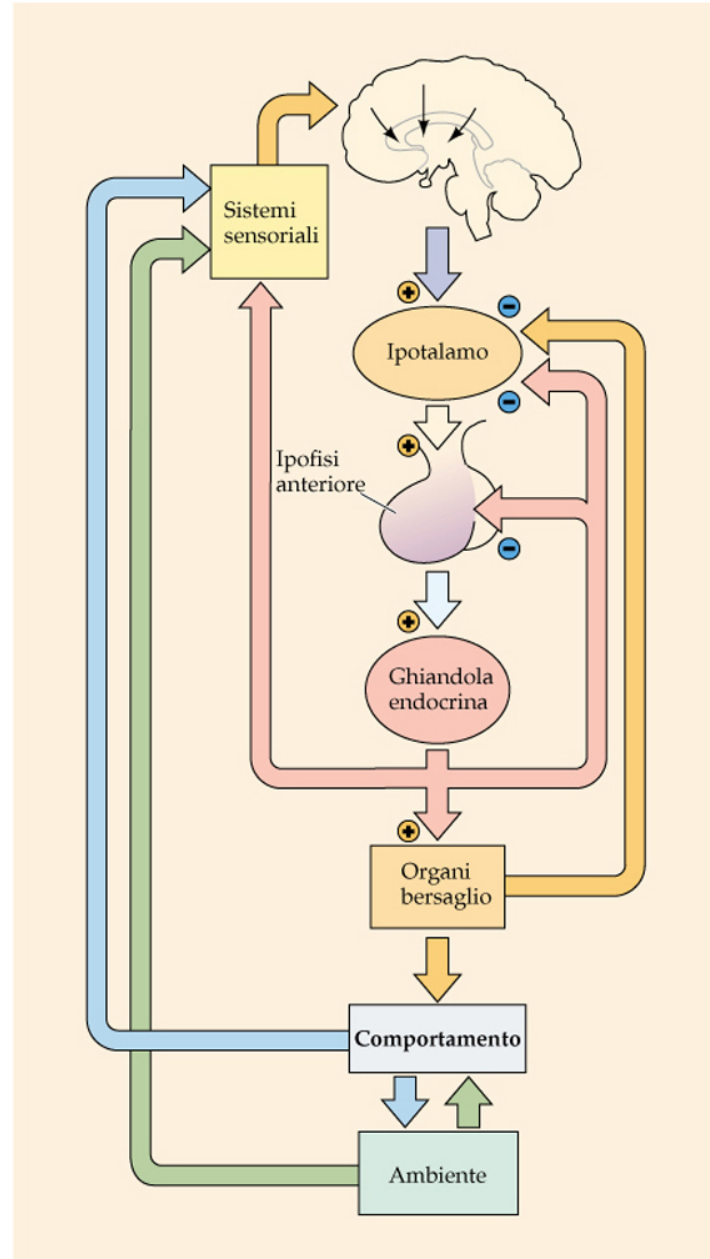 Sistemi
sensoriali
+
−
Ipotalamo
−
+
Ipofisi
anteriore
−
+
Ghiandola
endocrina
+
Organi
bersaglio
Comportamento
Ambiente